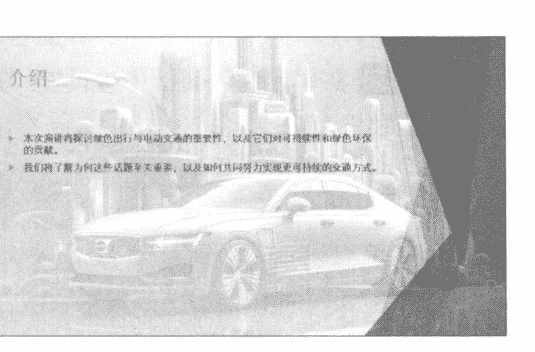 介绍
本次演讲将探讨绿色出行与电动交通的重要性，以及它们对可持续性和绿色环保
的贡献。
我们将了解为何这些话题至关重要，以及如何共同努力实现更可持续的交通方式。